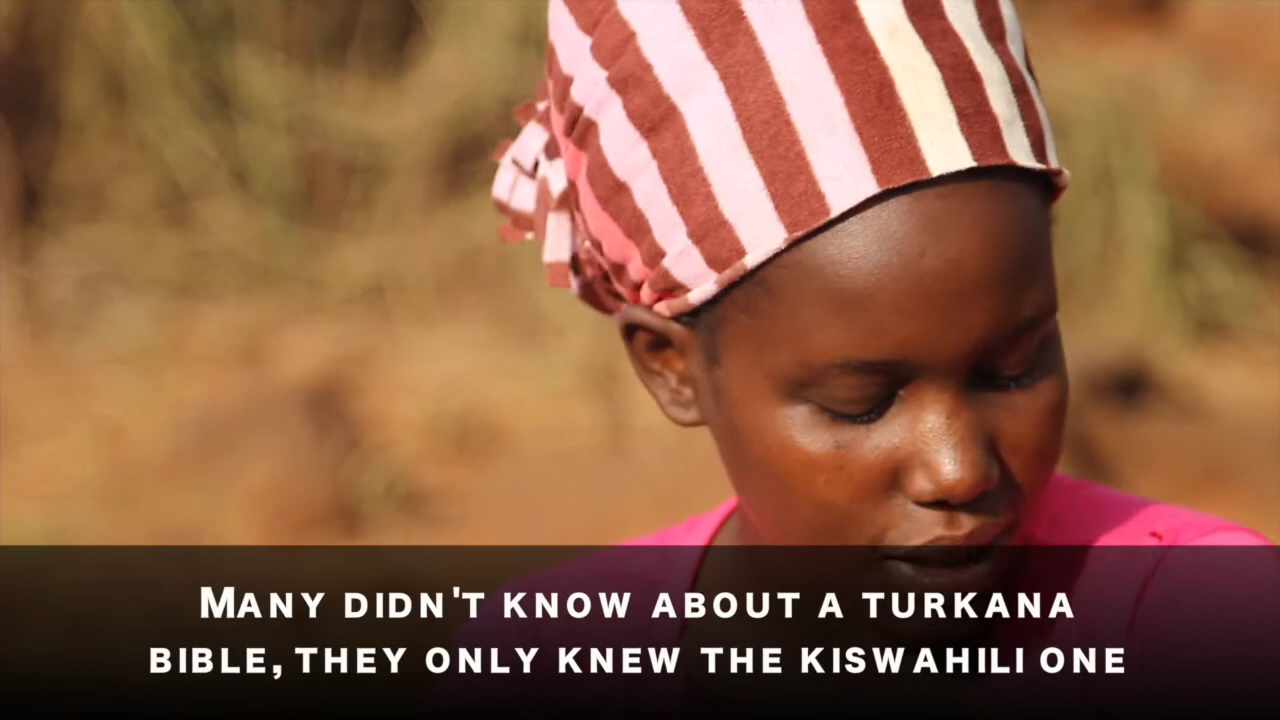 MANY DIDN'T KNOW ABOUT A TURKANA
BIBLE, THEY ONLY KNEW THE KISWAHILI ONE